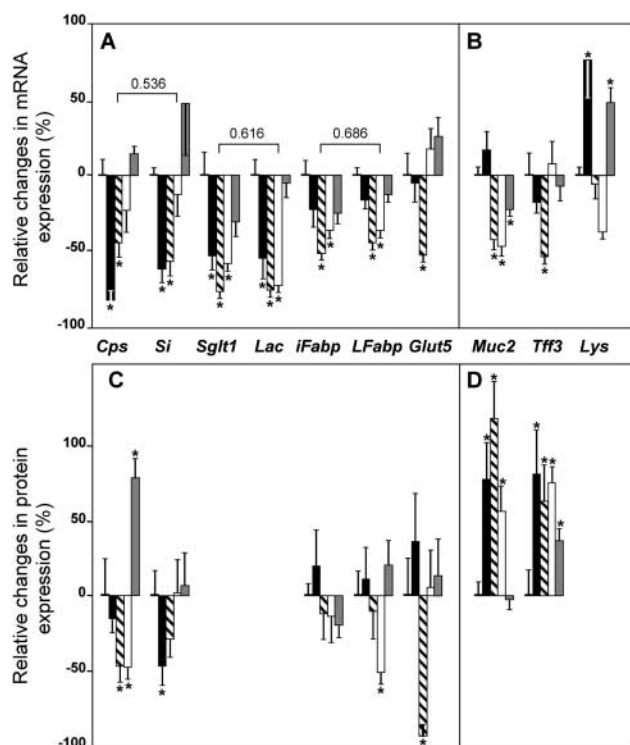 A
B
Relative changes in mRNA
expression (%)
100
50
0
-50
-100
0.536
0.616
0.686
* * * * * * * * * * * * * *
* * * * * *
Cps Si Sglt1 Lac iFabp LFabp Glut5 Muc2 Tff3 Lys
C
D
Relative changes in protein
expression (%)
100
50
0
-50
-100
* * * * * *
* * * * * * *